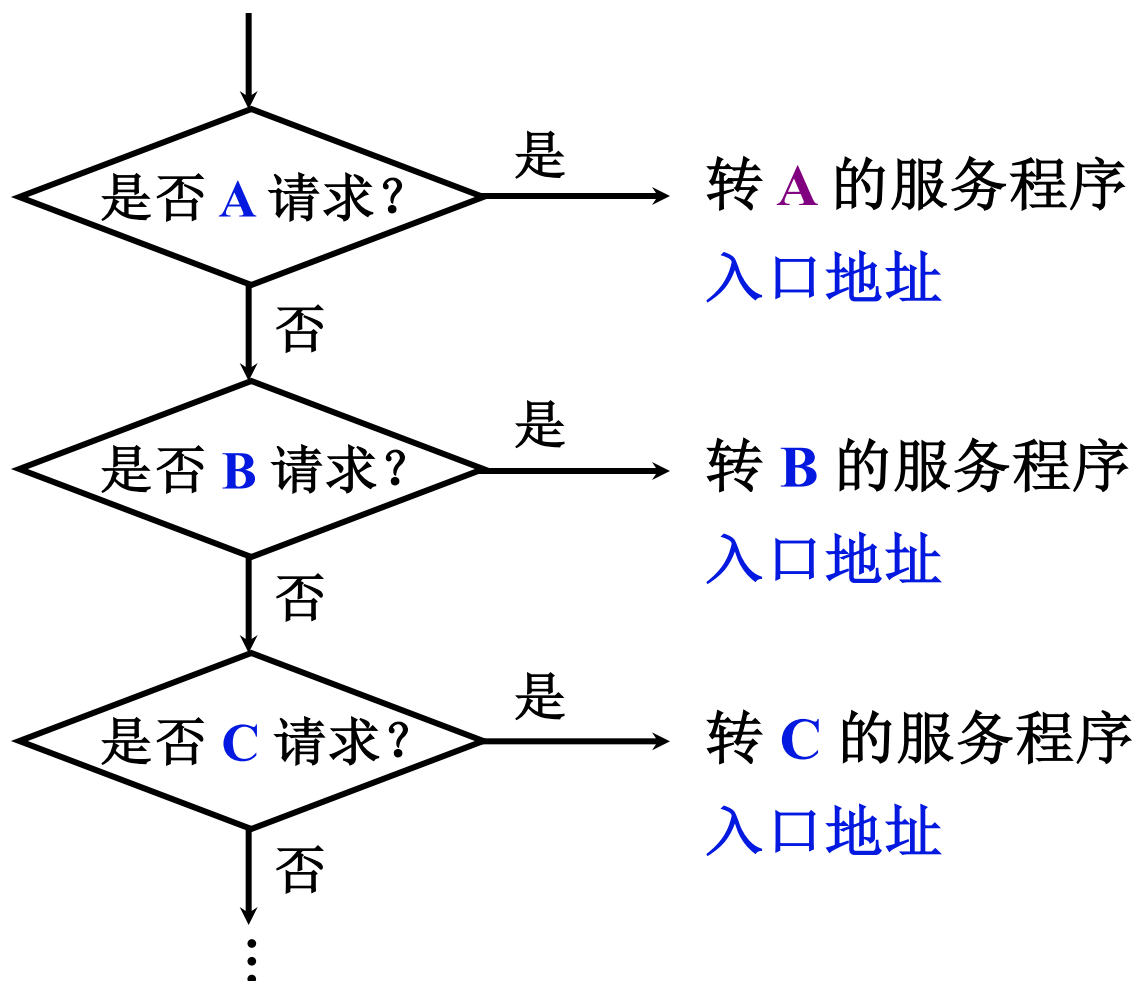 是否 A 请求？
是
转 A 的服务程序
入口地址
否
是否 B 请求？
是
转 B 的服务程序
入口地址
否
是否 C 请求？
是
转 C 的服务程序
入口地址
否
⋮